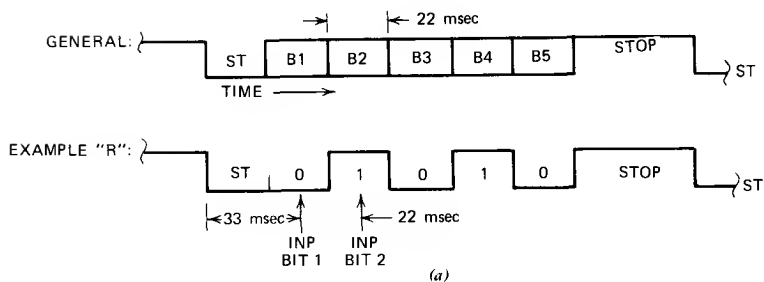 22 msec
GENERAL: ST B1 B2 B3 B4 B5 STOP ST
TIME
EXAMPLE "R": ST 0 1 0 1 0 STOP ST
33 msec 22 msec
INP BIT 1 INP BIT 2
(a)